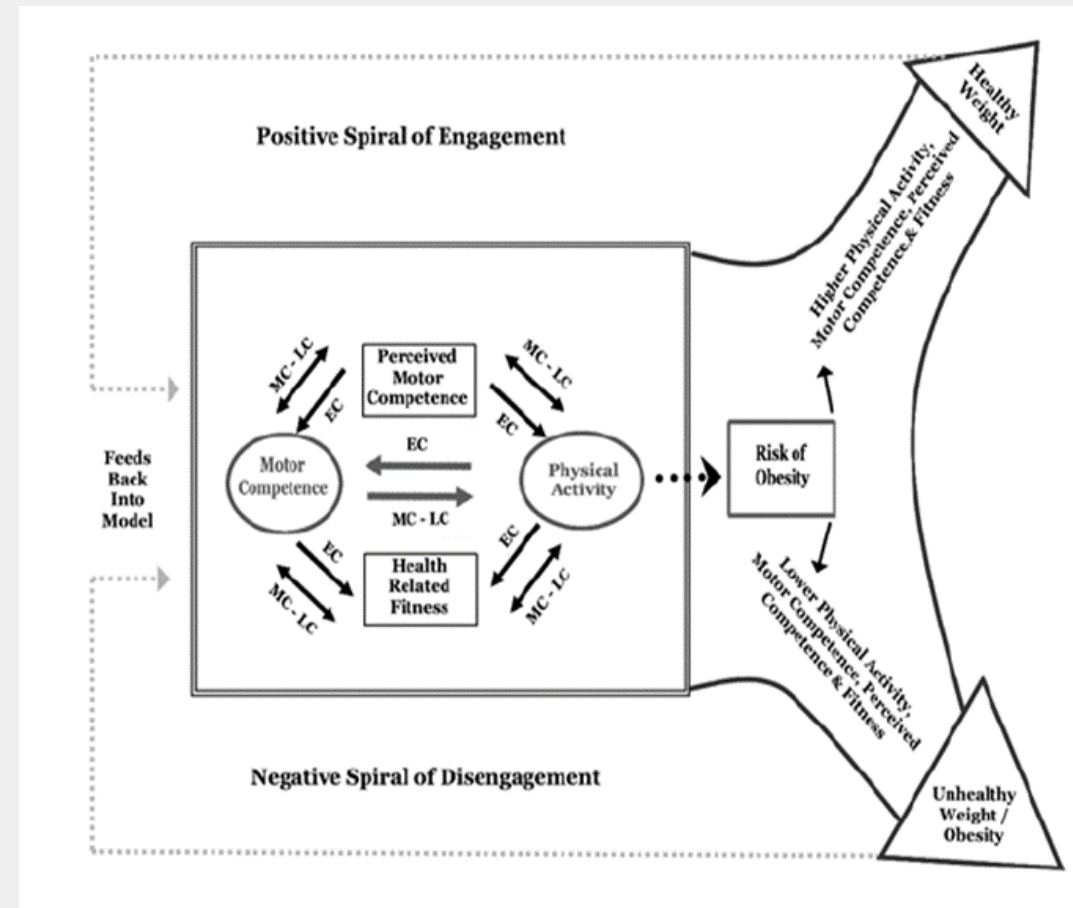 Healthy
Weight
Positive Spiral of Engagement
Higher Physical Activity,
Motor Competence, Perceived
Competence & Fitness
MC - LC
EC
Perceived
Motor
Competence
MC - LC
EC
EC
Motor
Competence
Physical
Activity
Risk of
Obesity
Feeds
Back
Into
Model
MC - LC
EC
MC - LC
Health
Related
Fitness
EC
MC - LC
Lower Physical Activity,
Motor Competence, Perceived
Competence & Fitness
Negative Spiral of Disengagement
Unhealthy
Weight /
Obesity